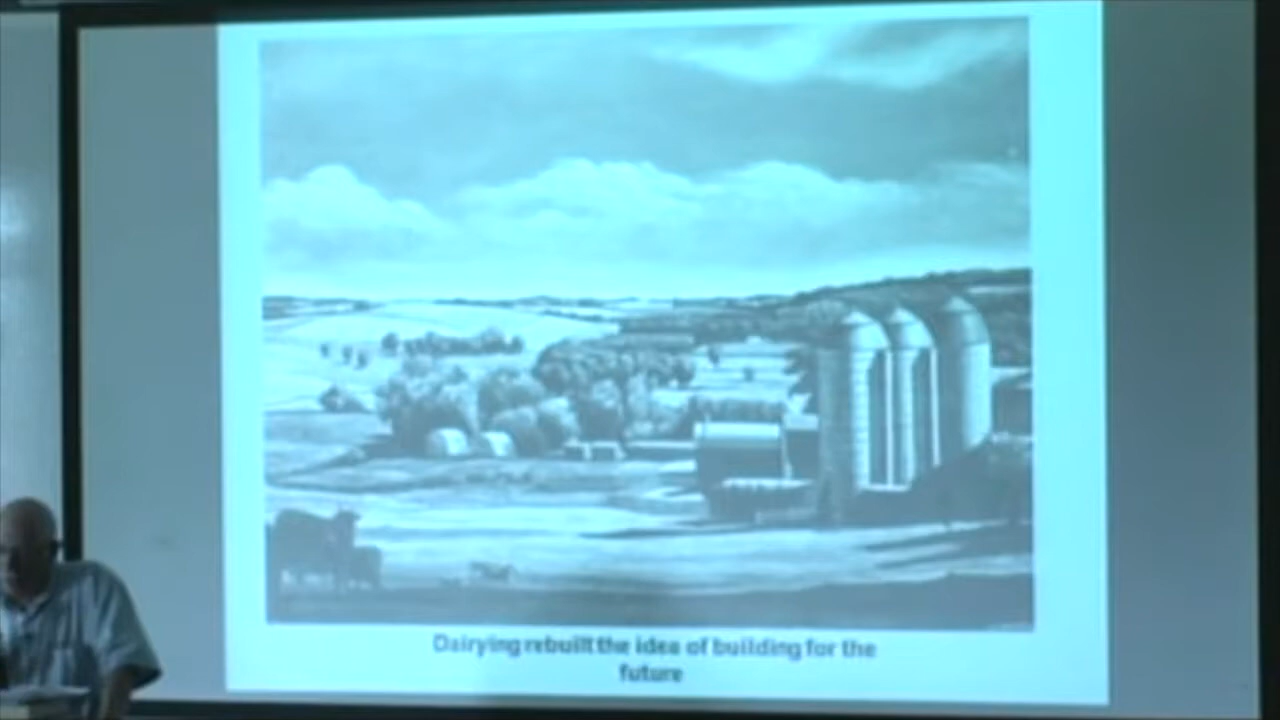 Dairying rebuilt the idea of building for the
future